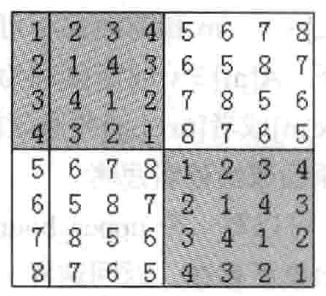 1 2 3 4 5 6 7 8
2 1 4 3 6 5 8 7
3 4 1 2 7 8 5 6
4 3 2 1 8 7 6 5
5 6 7 8 1 2 3 4
6 5 8 7 2 1 4 3
7 8 5 6 3 4 1 2
8 7 6 5 4 3 2 1